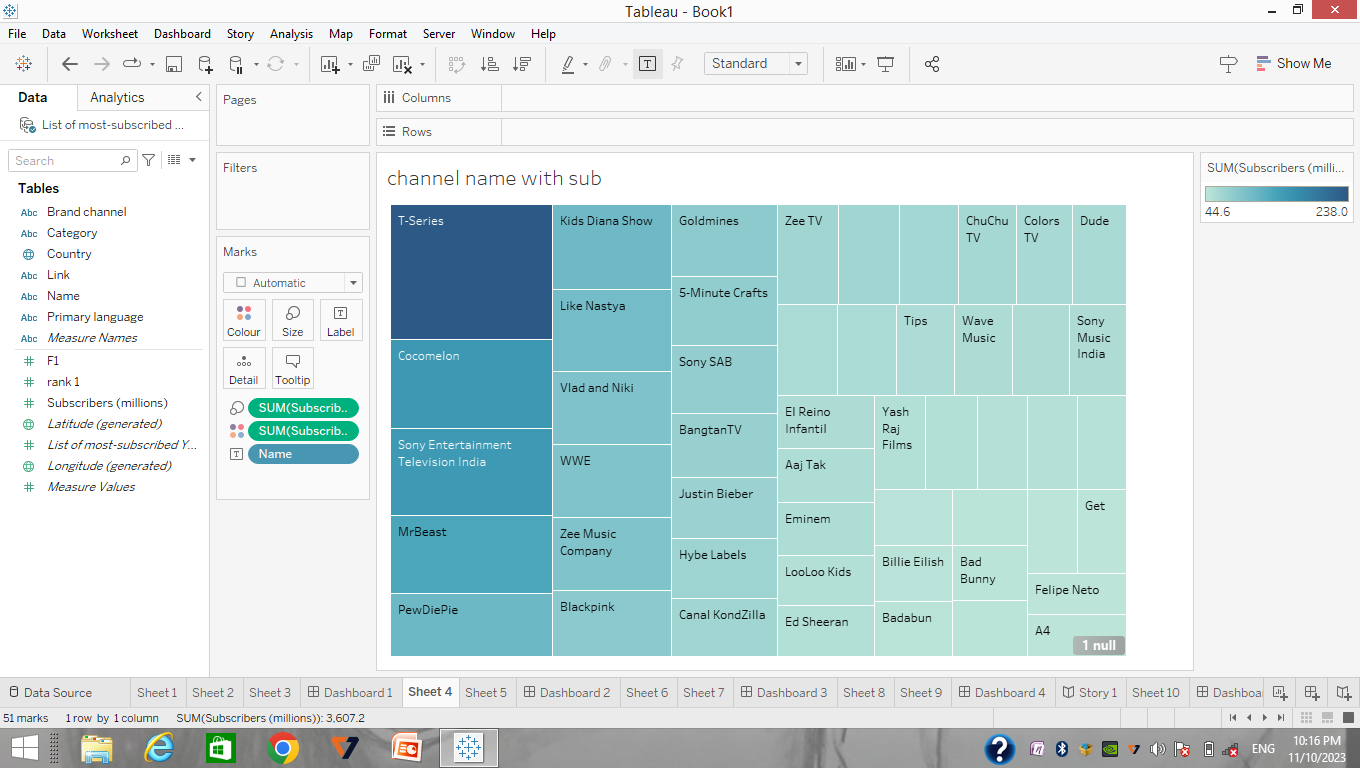 Tableau - Book1
File Data Worksheet Dashboard Story Analysis Map Format Server Window Help
Standard
Show Me
Data Analytics
List of most-subscribed ...
Search
Tables
Abc Brand channel
Abc Category
Country
Abc Link
Abc Name
Abc Primary language
Abc Measure Names
F1
rank 1
Subscribers (millions)
Latitude (generated)
List of most-subscribed Y...
Longitude (generated)
Measure Values
Pages
Filters
Marks
Automatic
Colour Size Label
Detail Tooltip
SUM(Subscrib..
SUM(Subscrib..
Name
Columns
Rows
channel name with sub
T-Series
Cocomelon
Sony Entertainment
Television India
MrBeast
PewDiePie
Kids Diana Show
Like Nastya
Vlad and Niki
WWE
Zee Music
Company
Blackpink
Goldmines
5-Minute Crafts
Sony SAB
BangtanTV
Justin Bieber
Hybe Labels
Canal KondZilla
Zee TV
ChuChu
TV
Colors
TV
Dude
Tips
Wave
Music
Sony
Music
India
El Reino
Infantil
Aaj Tak
Eminem
LooLoo Kids
Ed Sheeran
Yash
Raj
Films
Billie Eilish
Badabun
Bad
Bunny
Get
Felipe Neto
A4
1 null
SUM(Subscribers (milli...
44.6 238.0
Data Source Sheet 1 Sheet 2 Sheet 3 Dashboard 1 Sheet 4 Sheet 5 Dashboard 2 Sheet 6 Sheet 7 Dashboard 3 Sheet 8 Sheet 9 Dashboard 4 Story 1 Sheet 10 Dashboa
51 marks 1 row by 1 column SUM(Subscribers (millions)): 3,607.2
ENG
10:16 PM
11/10/2023